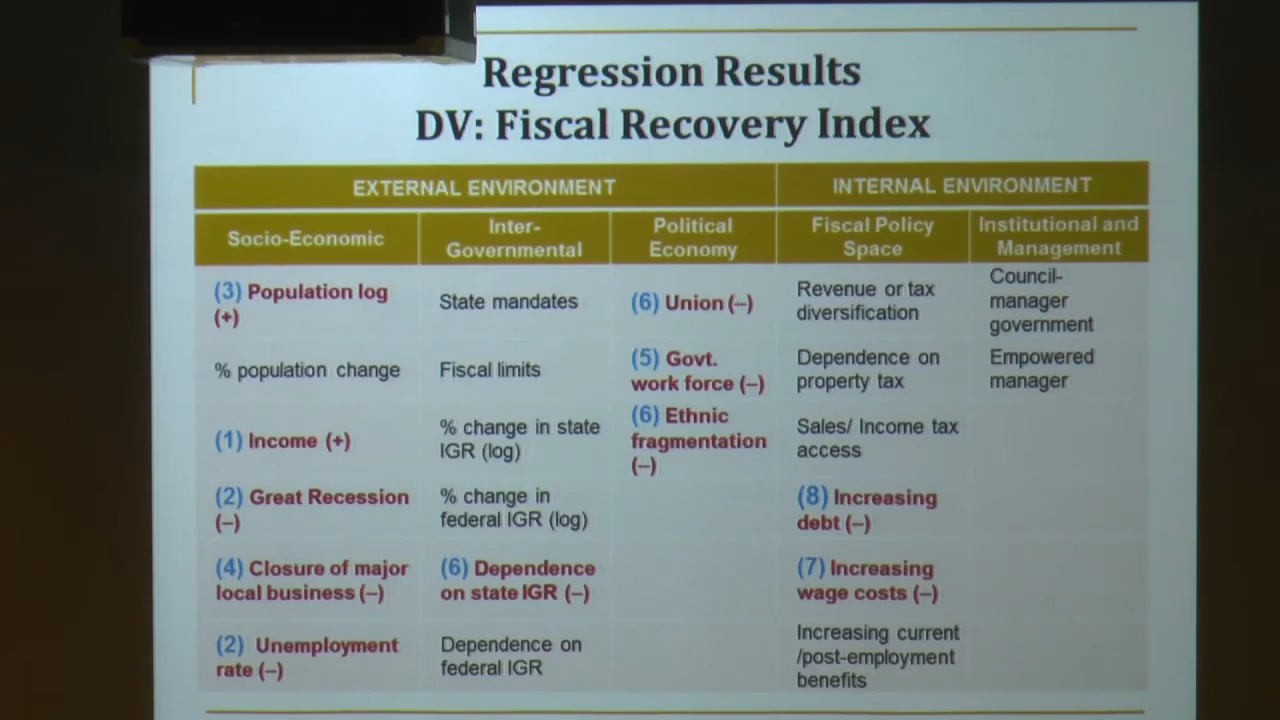 Regression Results
DV: Fiscal Recovery Index
EXTERNAL ENVIRONMENT
INTERNAL ENVIRONMENT
Socio-Economic
Inter-
Governmental
Political
Economy
Fiscal Policy
Space
Institutional and
Management
(3) Population log
(+)
State mandates
(6) Union (–)
Revenue or tax
diversification
Council-
manager
government
% population change
Fiscal limits
(5) Govt.
work force (–)
Dependence on
property tax
Empowered
manager
(1) Income (+)
% change in state
IGR (log)
(6) Ethnic
fragmentation
(–)
Sales/ Income tax
access
(2) Great Recession
(–)
% change in
federal IGR (log)
(8) Increasing
debt (–)
(4) Closure of major
local business (–)
(6) Dependence
on state IGR (–)
(7) Increasing
wage costs (–)
(2) Unemployment
rate (–)
Dependence on
federal IGR
Increasing current
/post-employment
benefits